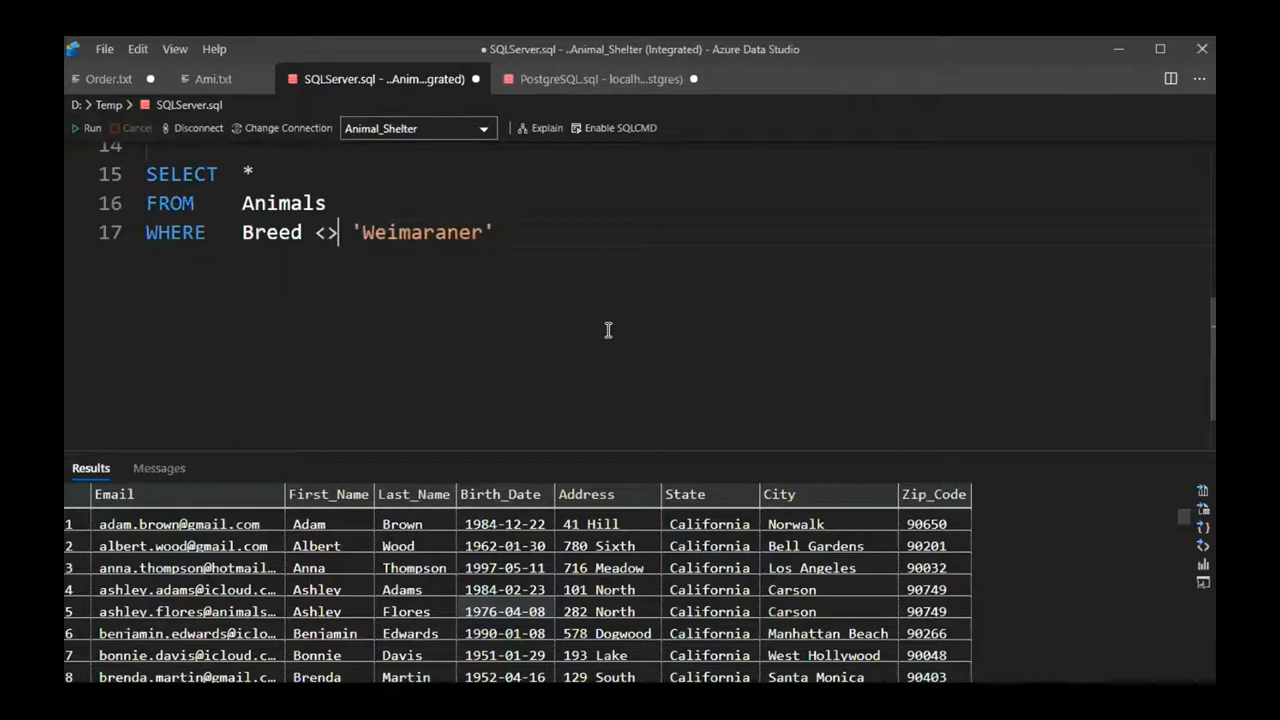 File Edit View Help ● SQLServer.sql - ..Animal_Shelter (Integrated) - Azure Data Studio
Order.txt ● Ami.txt SQLServer.sql - ..Anim...grated) ● PostgreSQL.sql - localh...stgres) ●
D: > Temp > SQLServer.sql
Run Cancel Disconnect Change Connection Animal_Shelter Explain Enable SQLCMD
14
15 SELECT *
16 FROM Animals
17 WHERE Breed <> 'Weimaraner'
Results Messages
Email First_Name Last_Name Birth_Date Address State City Zip_Code
1 adam.brown@gmail.com Adam Brown 1984-12-22 41 Hill California Norwalk 90650
2 albert.wood@gmail.com Albert Wood 1962-01-30 780 Sixth California Bell Gardens 90201
3 anna.thompson@hotmail... Anna Thompson 1997-05-11 716 Meadow California Los Angeles 90032
4 ashley.adams@icloud.c... Ashley Adams 1984-02-23 101 North California Carson 90749
5 ashley.flores@animals... Ashley Flores 1976-04-08 282 North California Carson 90749
6 benjamin.edwards@iclo... Benjamin Edwards 1990-01-08 578 Dogwood California Manhattan Beach 90266
7 bonnie.davis@icloud.c... Bonnie Davis 1951-01-29 193 Lake California West Hollywood 90048
8 brenda.martin@gmail.c... Brenda Martin 1952-04-16 129 South California Santa Monica 90403